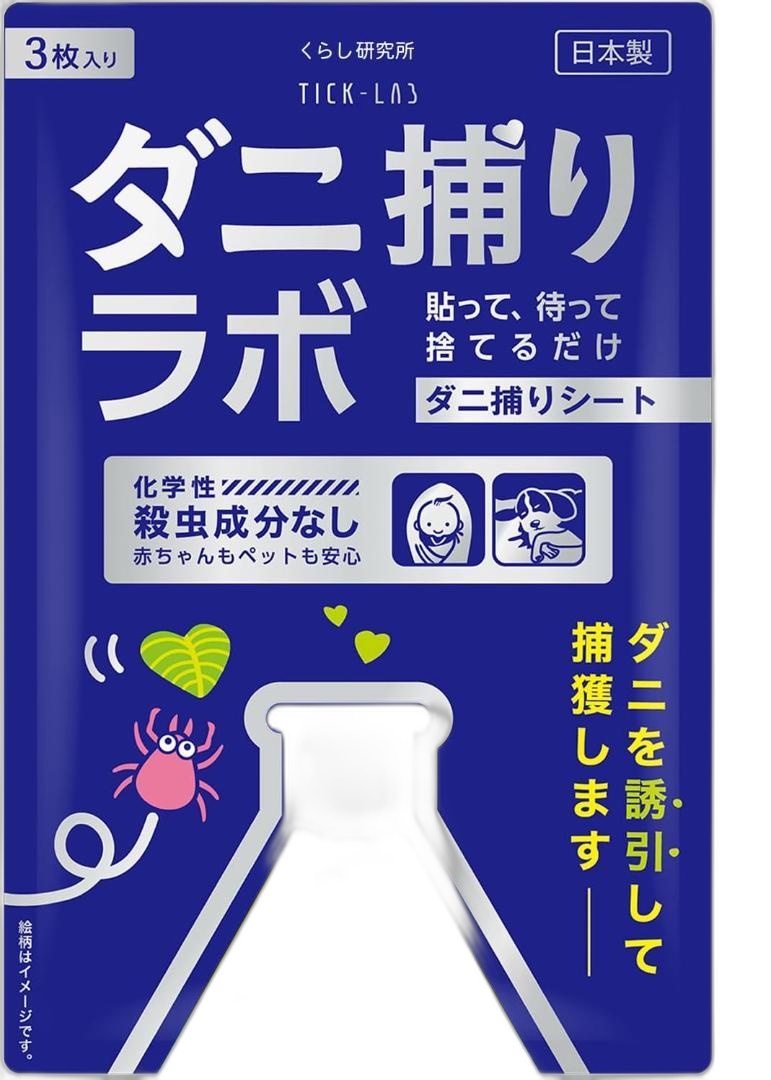 3枚入り
くらし研究所
日本製
TICK-LAB
ダニ捕り
ラボ
貼って、待って
捨てるだけ
ダニ捕りシート
化学性
殺虫成分なし
赤ちゃんもペットも安心
ダニを誘引して
捕獲します
絵柄はイメージです。